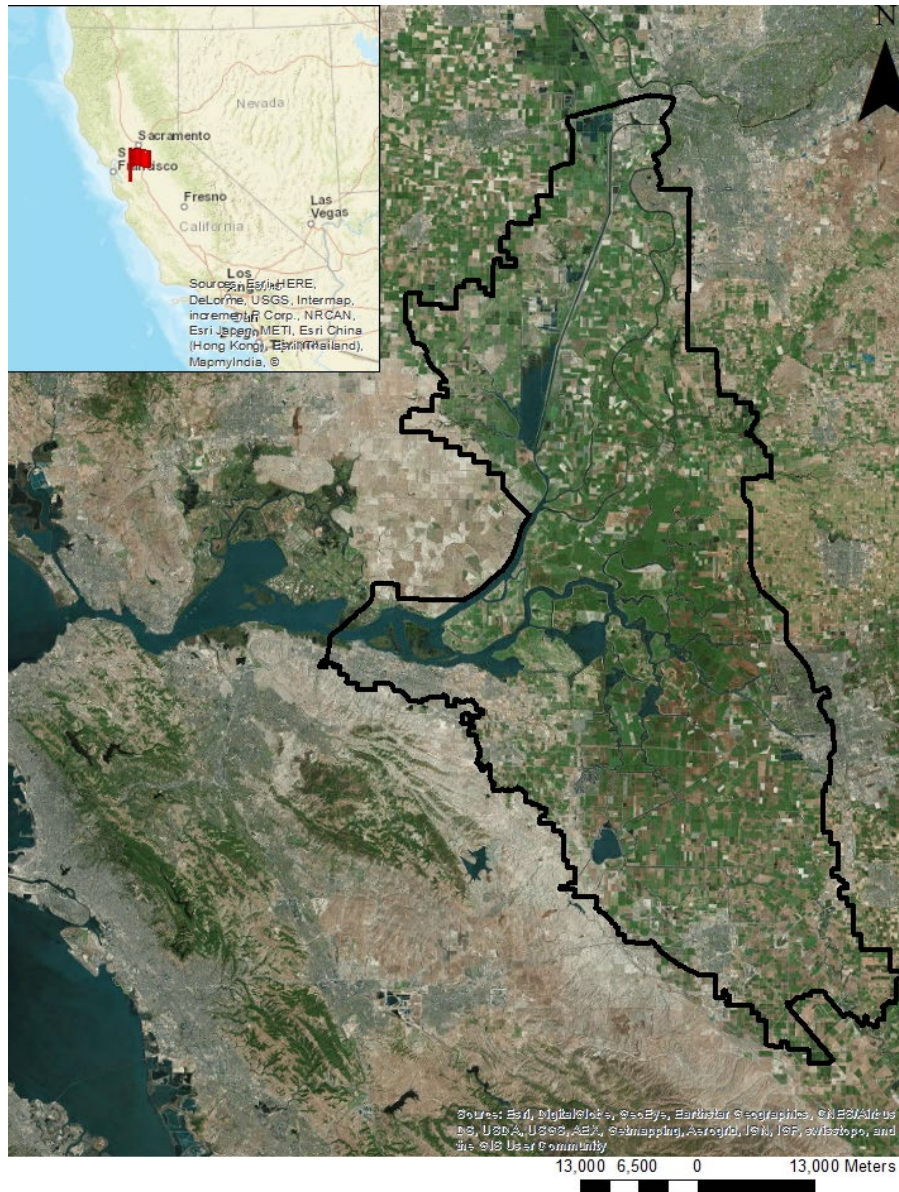 N
Nevada
Sacramento
Francisco
Fresno
Las
Vegas
California
Los
Sources: Esri, HERE,
DeLorme, USGS, Intermap,
increment P Corp., NRCAN,
Esri Japan, METI, Esri China
(Hong Kong), Esri (Thailand),
MapmyIndia, ©
Source: Esri, DigitalGlobe, GeoEye, Earthstar Geographics, CNES/Airbus
DS, USDA, USGS, AEX, Getmapping, Aerogrid, IGN, IGP, swisstopo, and
the GIS User Community
13,000 6,500 0 13,000 Meters